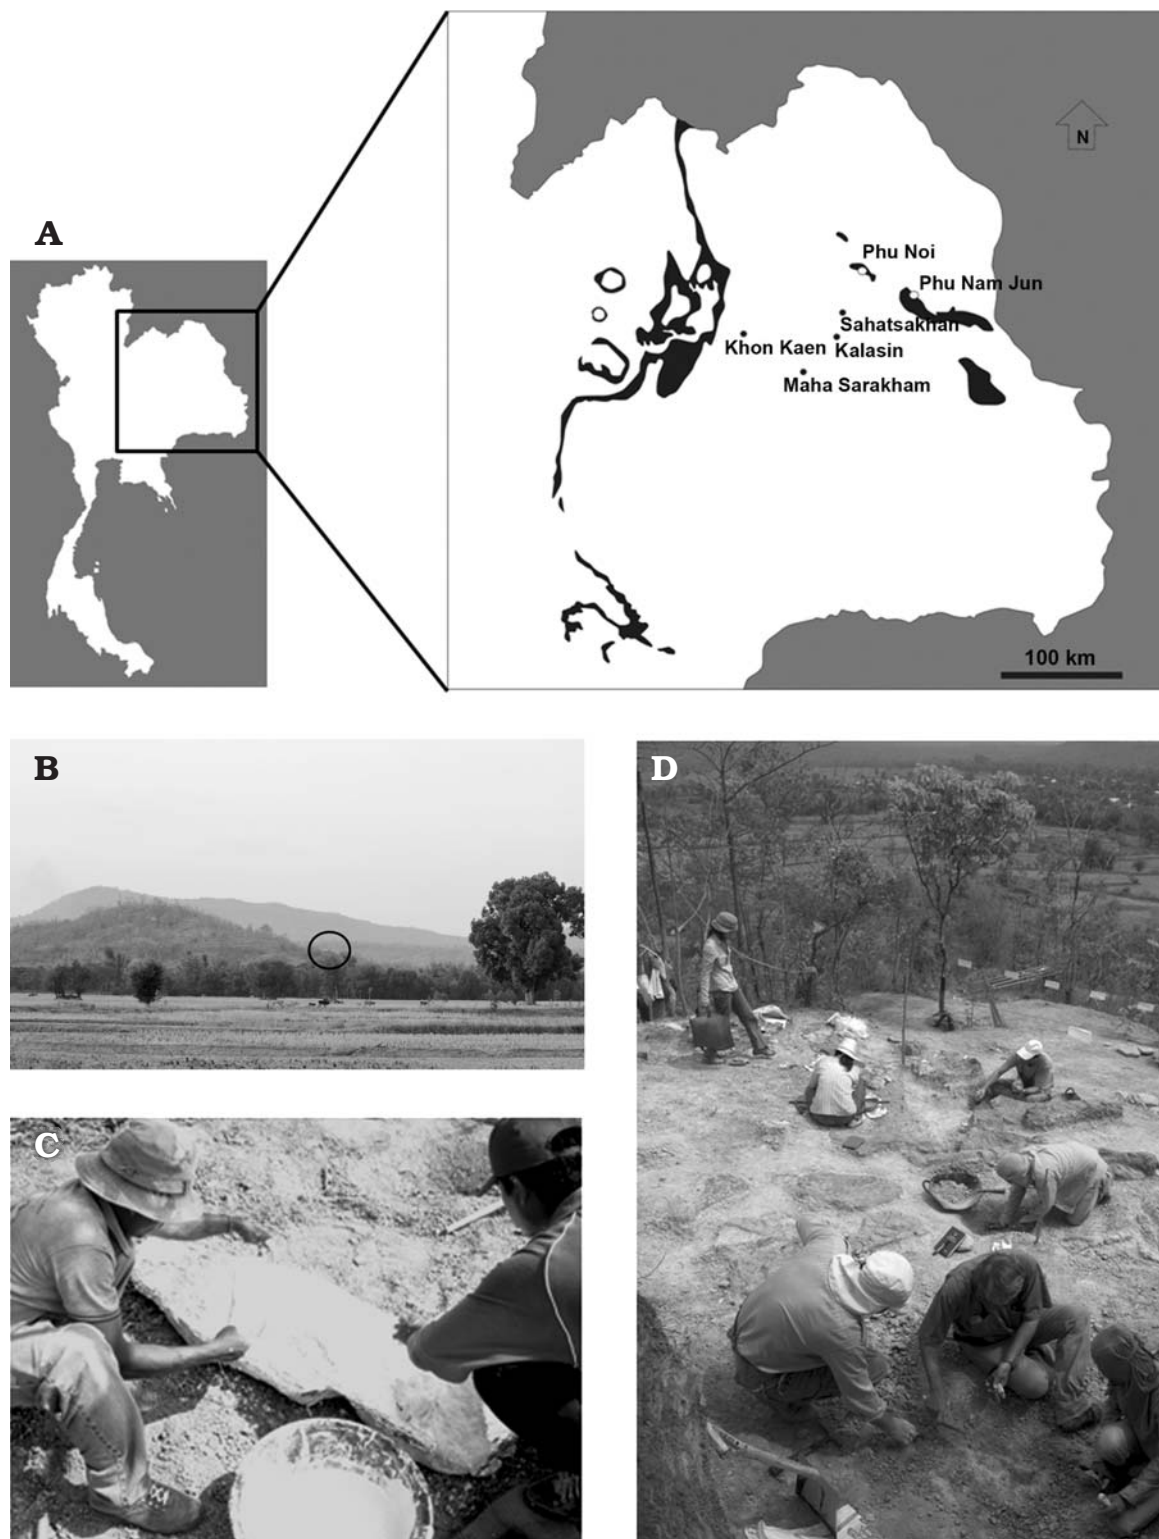 A
N
Phu Noi
Phu Nam Jun
Sahatsakhan
Khon Kaen
Kalasin
Maha Sarakham
100 km
B
D
C